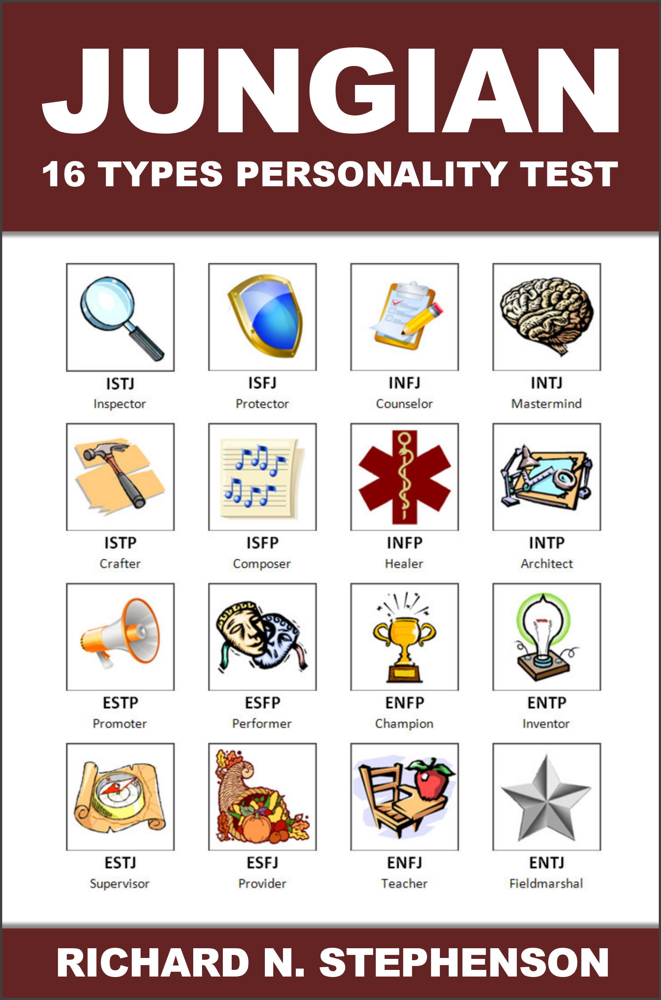 JUNGIAN
16 TYPES PERSONALITY TEST
ISTJ ISFJ INFJ INTJ
Inspector Protector Counselor Mastermind
ISTP ISFP INFP INTP
Crafter Composer Healer Architect
ESTP ESFP ENFP ENTP
Promoter Performer Champion Inventor
ESTJ ESFJ ENFJ ENTJ
Supervisor Provider Teacher Fieldmarshal
RICHARD N. STEPHENSON